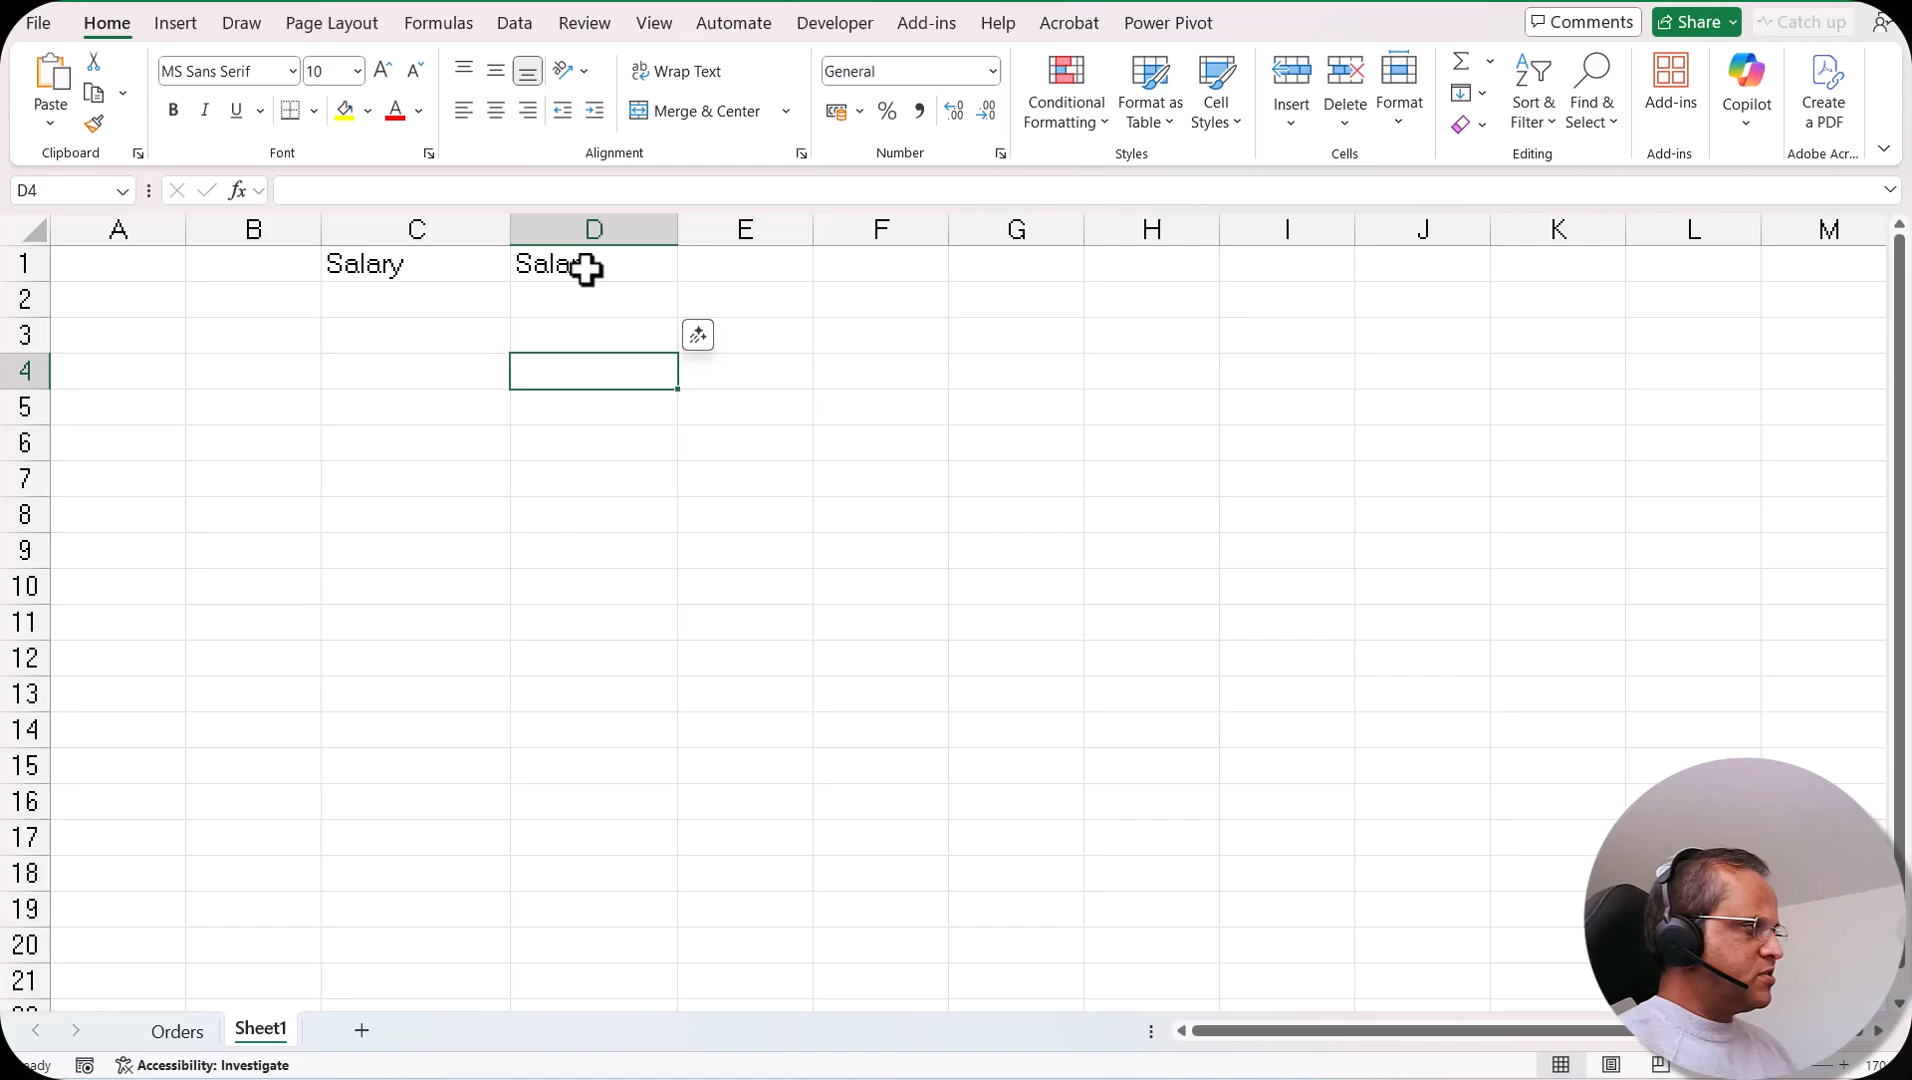 File Home Insert Draw Page Layout Formulas Data Review View Automate Developer Add-ins Help Acrobat Power Pivot Comments Share Catch up
Paste
MS Sans Serif 10
B I U A
Wrap Text
Merge & Center
General
Conditional Formatting
Format as Table
Cell Styles
Insert
Delete
Format
Sort & Filter
Find & Select
Add-ins
Copilot
Create a PDF
Clipboard Font Alignment Number Styles Cells Editing Add-ins Adobe Acr...
D4 fx
A B C D E F G H I J K L M
1 Salary
2
3
4
5
6
7
8
9
10
11
12
13
14
15
16
17
18
19
20
21
Orders Sheet1
Accessibility: Investigate